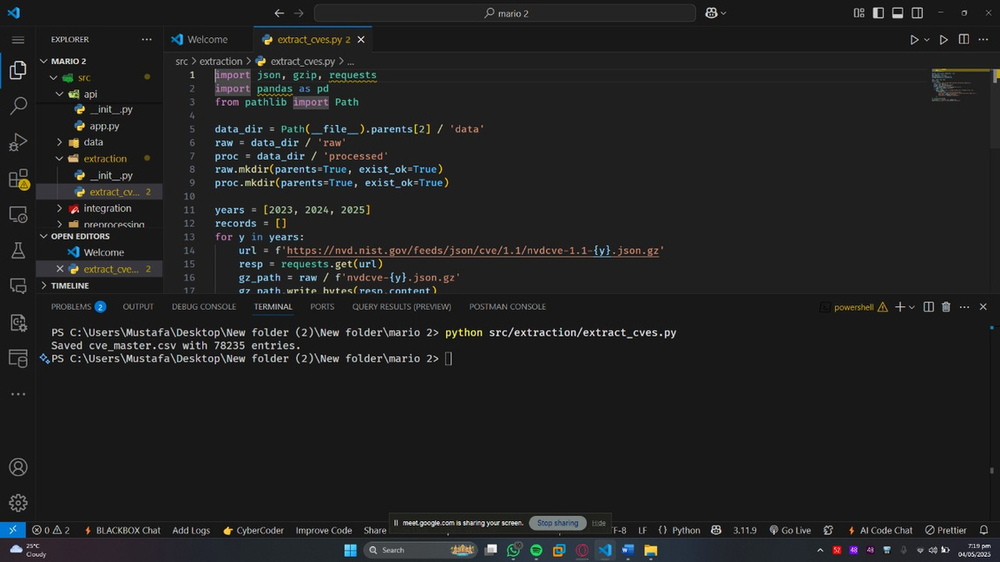 mario 2
EXPLORER
Welcome
extract_cves.py 2
MARIO 2
src > extraction > extract_cves.py > ...
src
api
__init__.py
app.py
data
extraction
__init__.py
extract_cv... 2
integration
preprocessing
OPEN EDITORS
Welcome
extract_cve... 2
TIMELINE
1 import json, gzip, requests
2 import pandas as pd
3 from pathlib import Path
4
5 data_dir = Path(__file__).parents[2] / 'data'
6 raw = data_dir / 'raw'
7 proc = data_dir / 'processed'
8 raw.mkdir(parents=True, exist_ok=True)
9 proc.mkdir(parents=True, exist_ok=True)
10
11 years = [2023, 2024, 2025]
12 records = []
13 for y in years:
14 url = f'https://nvd.nist.gov/feeds/json/cve/1.1/nvdcve-1.1-{y}.json.gz'
15 resp = requests.get(url)
16 gz_path = raw / f'nvdcve-{y}.json.gz'
17 gz_path.write_bytes(resp.content)
PROBLEMS 2 OUTPUT DEBUG CONSOLE TERMINAL PORTS QUERY RESULTS (PREVIEW) POSTMAN CONSOLE powershell
PS C:\Users\Mustafa\Desktop\New folder (2)\New folder\mario 2> python src/extraction/extract_cves.py
Saved cve_master.csv with 78235 entries.
PS C:\Users\Mustafa\Desktop\New folder (2)\New folder\mario 2>
meet.google.com is sharing your screen. Stop sharing Hide
0 2 BLACKBOX Chat Add Logs CyberCoder Improve Code Share TF-8 LF {} Python 3.11.9 Go Live AI Code Chat Prettier
25°C
Cloudy
Search
52 48 48
7:19 pm
04/05/2025